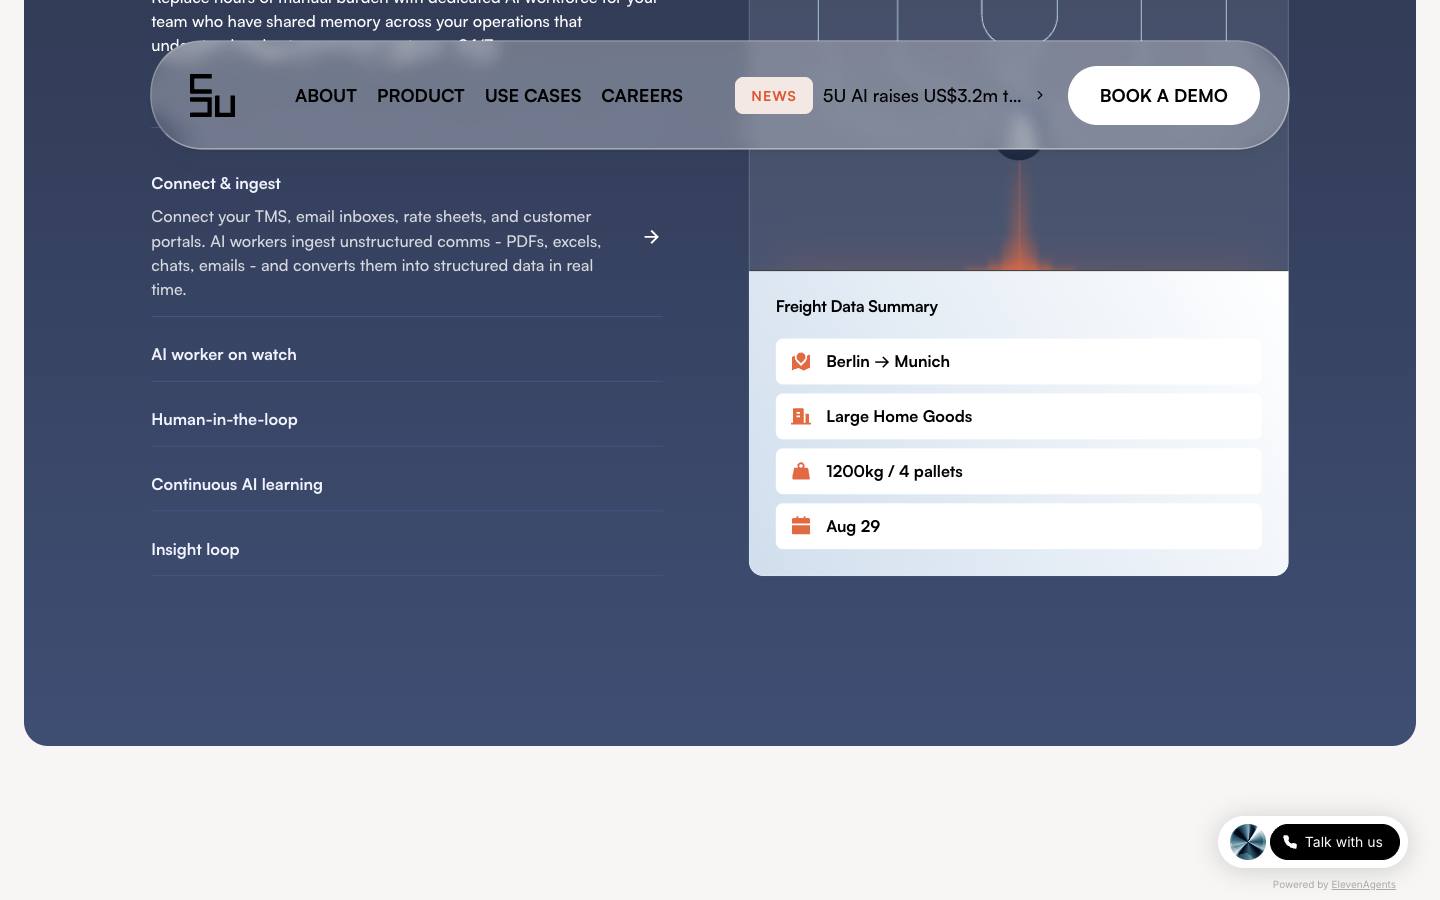 team who have shared memory across your operations that
5u
ABOUT
PRODUCT
USE CASES
CAREERS
NEWS
5U AI raises US$3.2m t...
BOOK A DEMO
Connect & ingest
Connect your TMS, email inboxes, rate sheets, and customer
portals. AI workers ingest unstructured comms - PDFs, excels,
chats, emails - and converts them into structured data in real
time.
AI worker on watch
Human-in-the-loop
Continuous AI learning
Insight loop
Freight Data Summary
Berlin → Munich
Large Home Goods
1200kg / 4 pallets
Aug 29
Talk with us
Powered by ElevenAgents